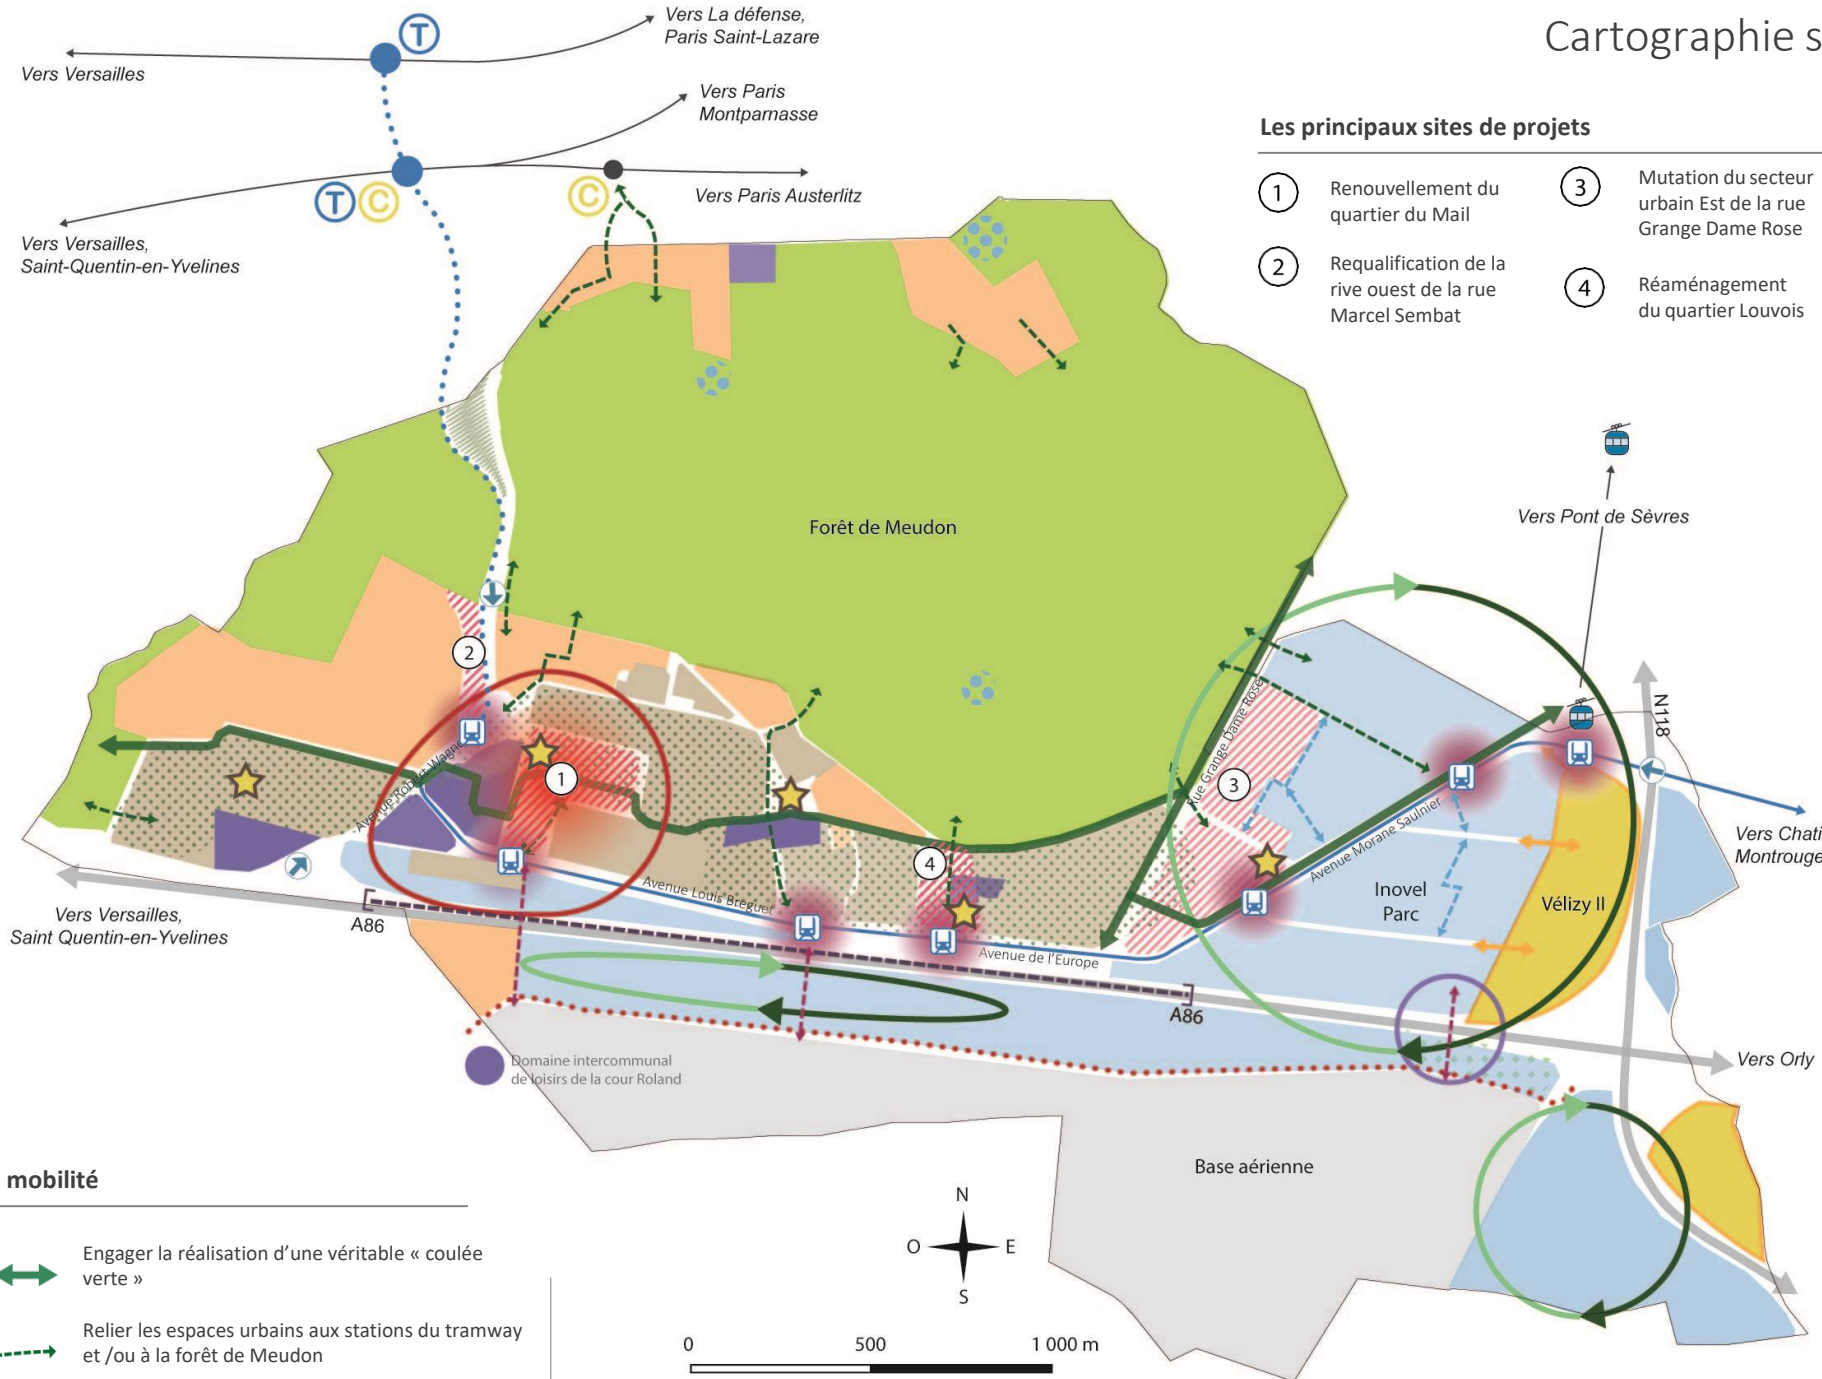 Cartographie s
Vers La défense,
Paris Saint-Lazare
T
Vers Versailles
Vers Paris
Montparnasse
T C
C
Vers Paris Austerlitz
Vers Versailles,
Saint-Quentin-en-Yvelines
Les principaux sites de projets
1
Renouvellement du
quartier du Mail
2
Requalification de la
rive ouest de la rue
Marcel Sembat
3
Mutation du secteur
urbain Est de la rue
Grange Dame Rose
4
Réaménagement
du quartier Louvois
Forêt de Meudon
Vers Pont de Sèvres
N118
2
1
3
4
Avenue Robert Wagner
Rue Grange Dame Rose
Avenue Morane Saulnier
Avenue Louis Breguet
Avenue de l'Europe
Inovel
Parc
Vélizy II
Vers Chati
Montrouge
Vers Versailles,
Saint Quentin-en-Yvelines
A86
A86
Vers Orly
Domaine intercommunal
de loisirs de la cour Roland
Base aérienne
mobilité
Engager la réalisation d'une véritable « coulée
verte »
Relier les espaces urbains aux stations du tramway
et /ou à la forêt de Meudon
N
O E
S
0 500 1 000 m